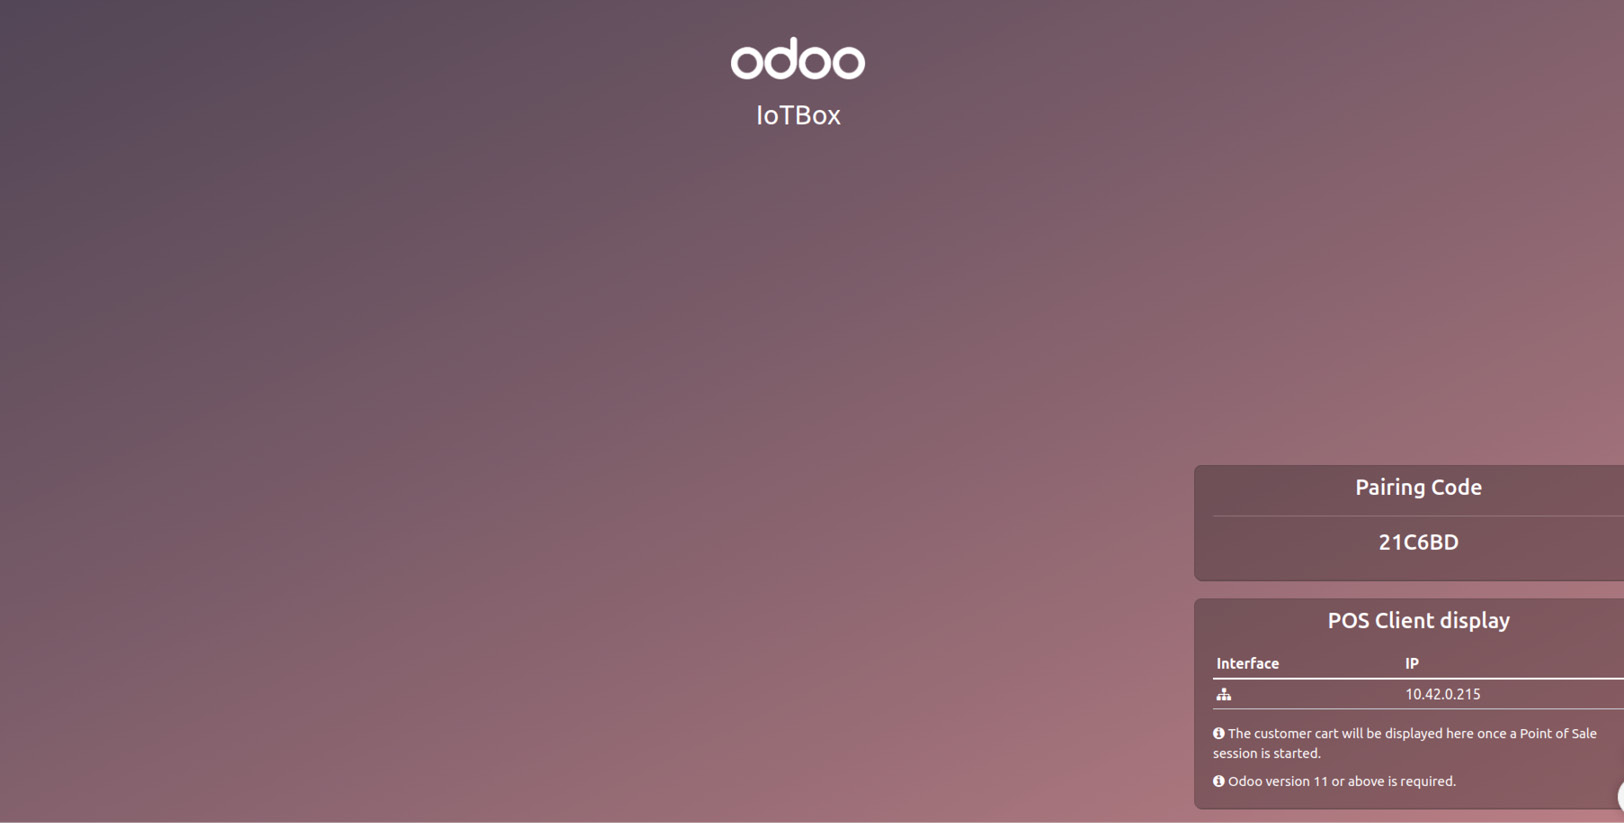 odoo
IoTBox
Pairing Code
21C6BD
POS Client display
Interface IP
10.42.0.215
The customer cart will be displayed here once a Point of Sale
session is started.
Odoo version 11 or above is required.